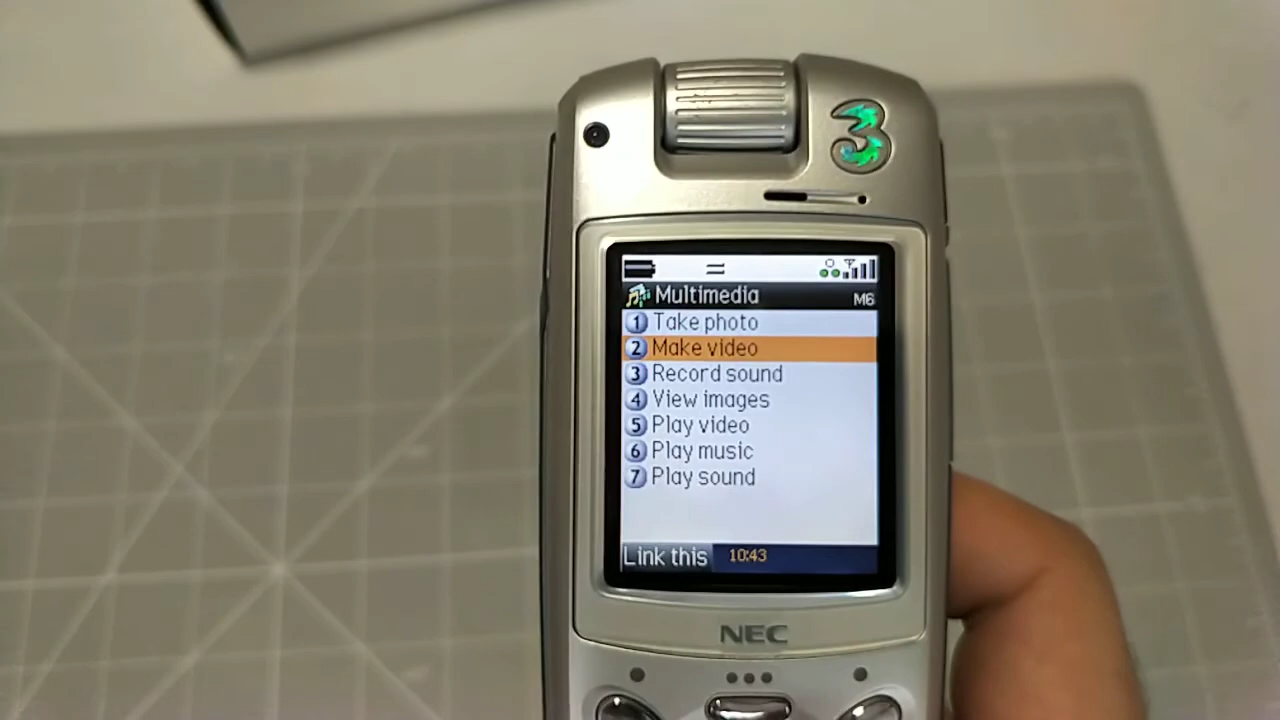 3
Multimedia M6
1 Take photo
2 Make video
3 Record sound
4 View images
5 Play video
6 Play music
7 Play sound
Link this 10:43
NEC